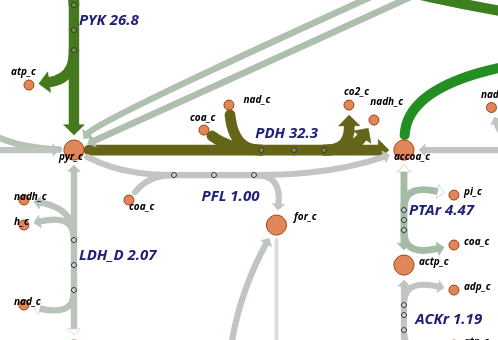 PYK 26.8
atp_c
nad_c
co2_c
nadh_c
nad
coa_c
PDH 32.3
pyr_c
accoa_c
nadh_c
coa_c
PFL 1.00
pi_c
PTAr 4.47
h_c
for_c
coa_c
LDH_D 2.07
actp_c
nad_c
adp_c
ACKr 1.19